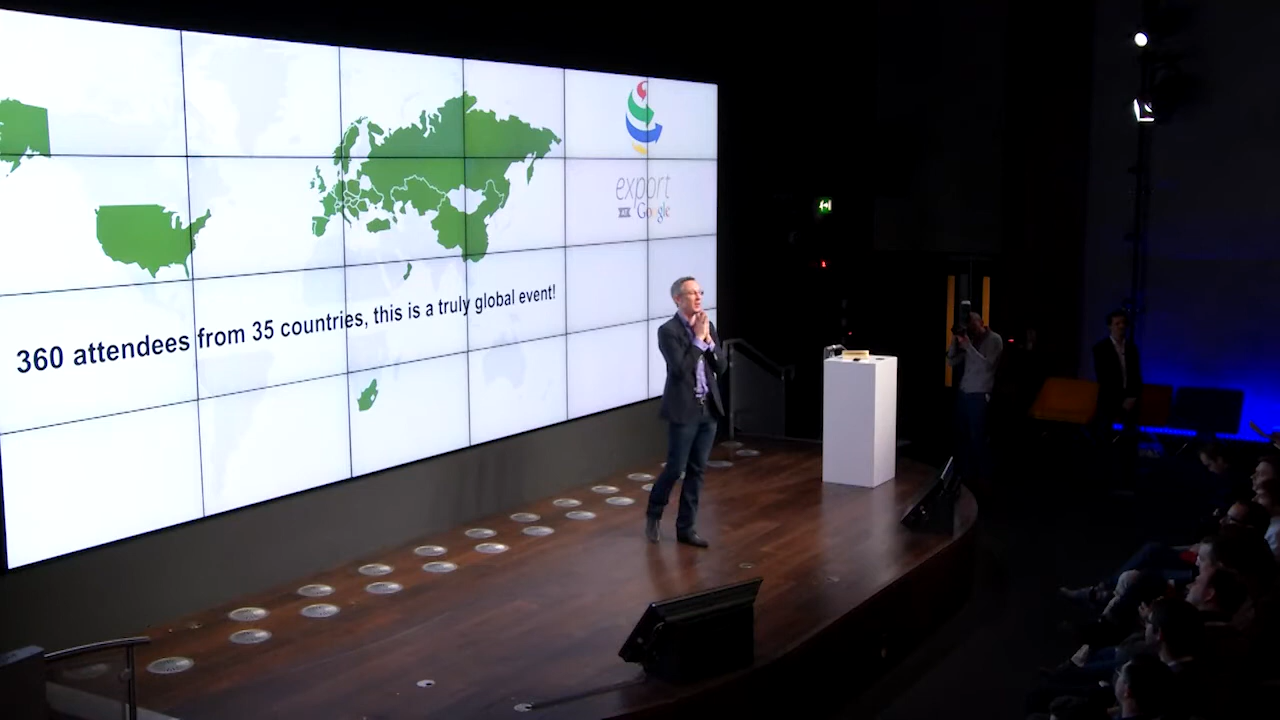 export
Google
360 attendees from 35 countries, this is a truly global event!